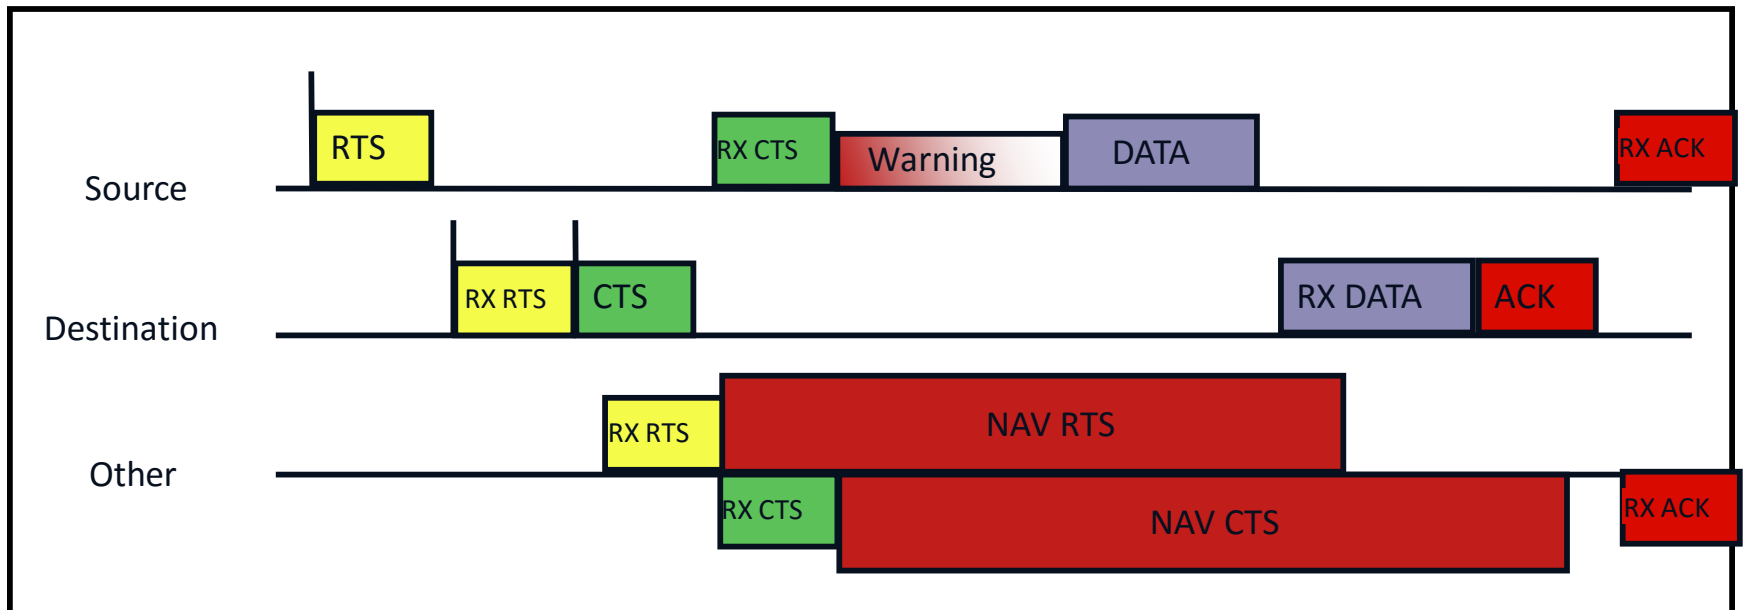 RTS
RX CTS
Warning
DATA
RX ACK
Source
RX RTS
CTS
RX DATA
ACK
Destination
RX RTS
NAV RTS
Other
RX CTS
NAV CTS
RX ACK